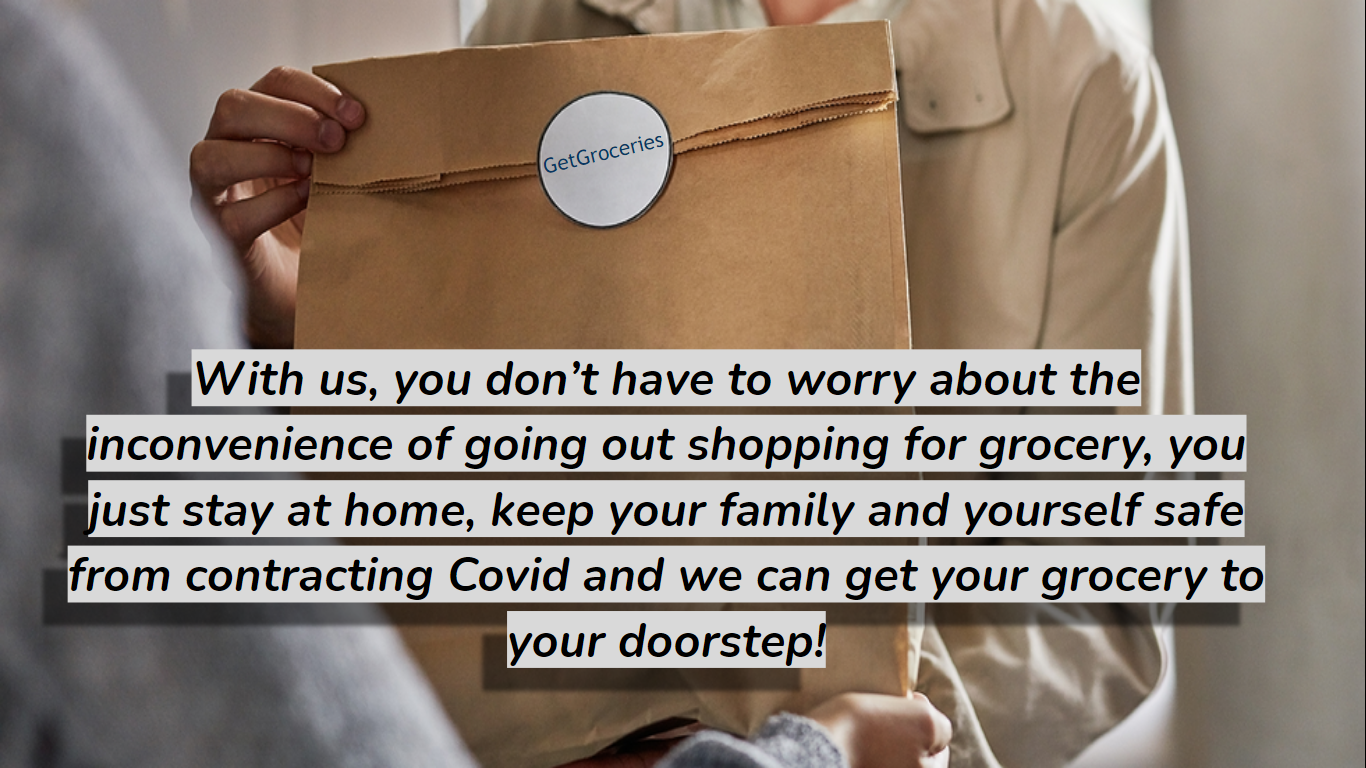 GetGroceries
With us, you don’t have to worry about the
inconvenience of going out shopping for grocery, you
just stay at home, keep your family and yourself safe
from contracting Covid and we can get your grocery to
your doorstep!